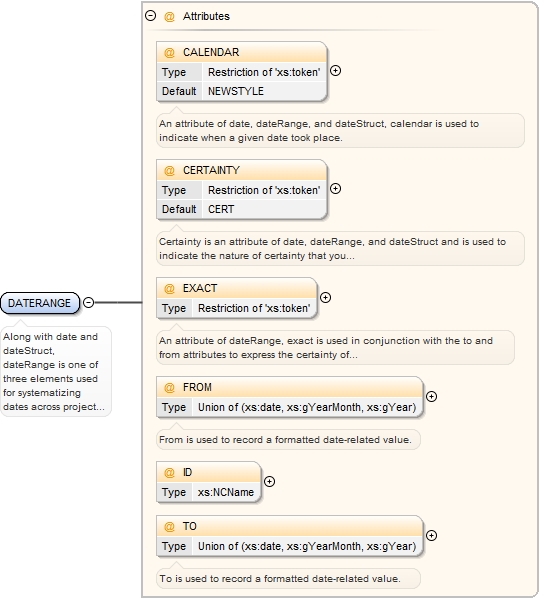 @ Attributes
@ CALENDAR
Type Restriction of 'xs:token'
Default NEWSTYLE
An attribute of date, dateRange, and dateStruct, calendar is used to
indicate when a given date took place.
@ CERTAINTY
Type Restriction of 'xs:token'
Default CERT
Certainty is an attribute of date, dateRange, and dateStruct and is used to
indicate the nature of certainty that you...
DATERANGE
Along with date and
dateStruct,
dateRange is one of
three elements used
for systematizing
dates across project...
@ EXACT
Type Restriction of 'xs:token'
An attribute of dateRange, exact is used in conjunction with the to and
from attributes to express the certainty of...
@ FROM
Type Union of (xs:date, xs:gYearMonth, xs:gYear)
From is used to record a formatted date-related value.
@ ID
Type xs:NCName
@ TO
Type Union of (xs:date, xs:gYearMonth, xs:gYear)
To is used to record a formatted date-related value.